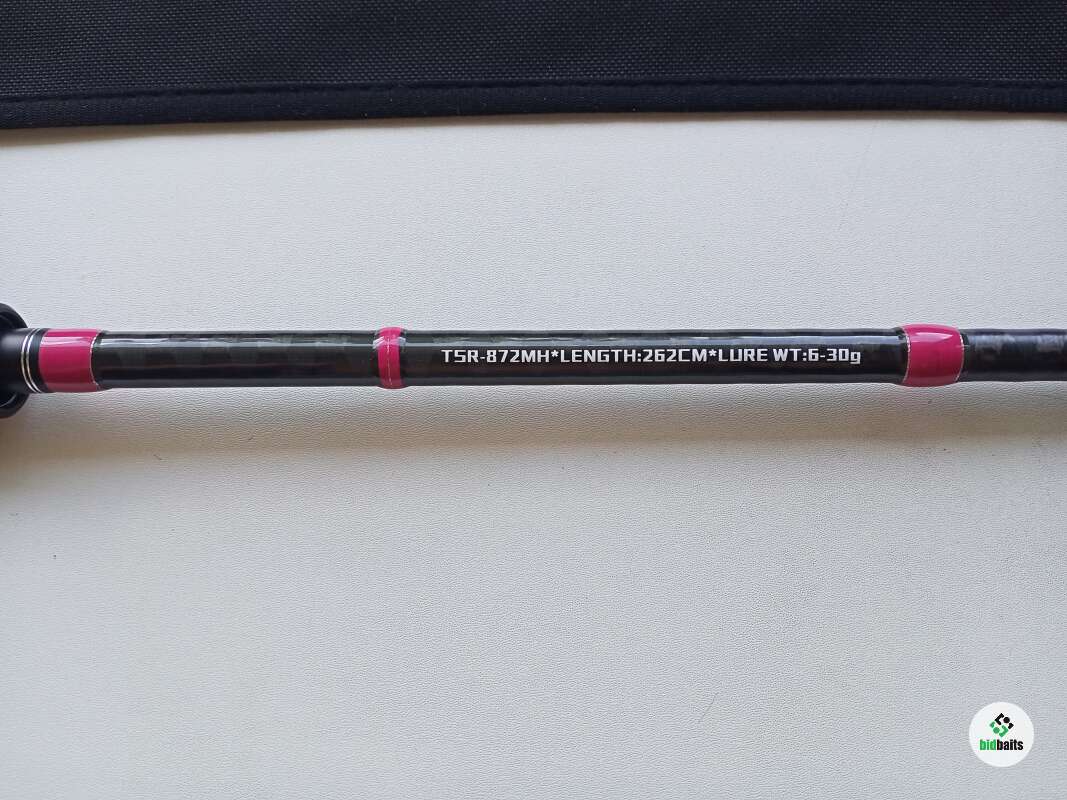 TSR-872MH*LENGTH:262CM*LURE WT:6-30g
bidbaits